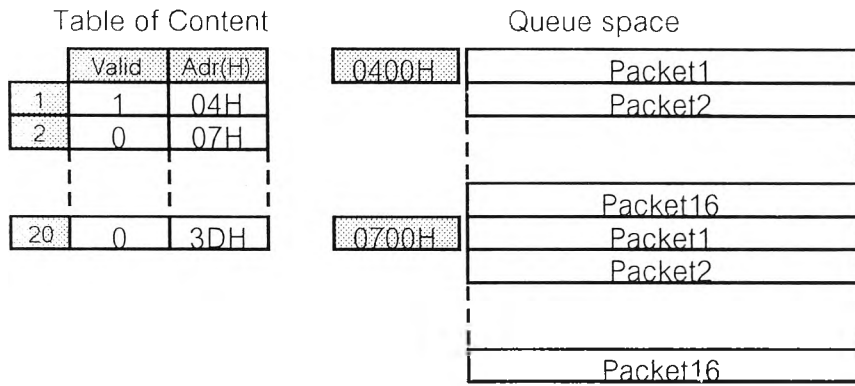 Table of Content
Valid Adr(H)
1 1 04H
2 0 07H
20 0 3DH
Queue space
0400H Packet1
Packet2
Packet16
0700H Packet1
Packet2
Packet16